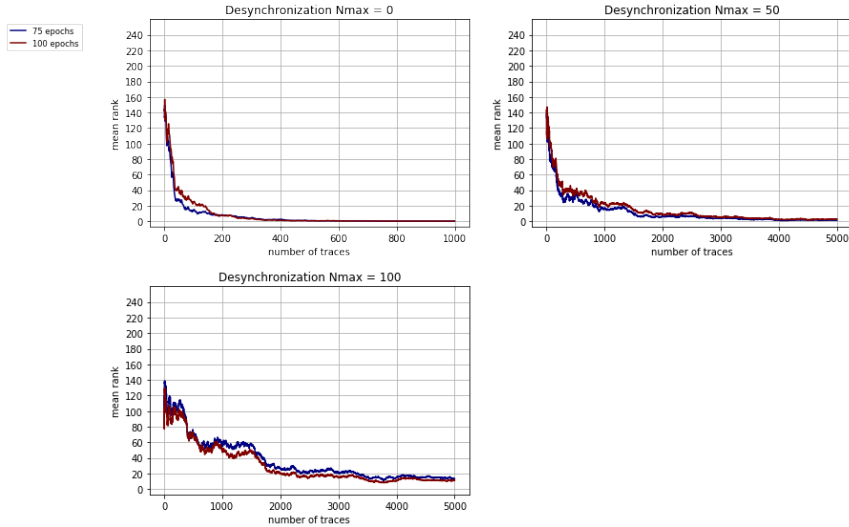 75 epochs
100 epochs
Desynchronization Nmax = 0
mean rank
240
220
200
180
160
140
120
100
80
60
40
20
0
0 200 400 600 800 1000
number of traces
Desynchronization Nmax = 50
mean rank
240
220
200
180
160
140
120
100
80
60
40
20
0
0 1000 2000 3000 4000 5000
number of traces
Desynchronization Nmax = 100
mean rank
240
220
200
180
160
140
120
100
80
60
40
20
0
0 1000 2000 3000 4000 5000
number of traces